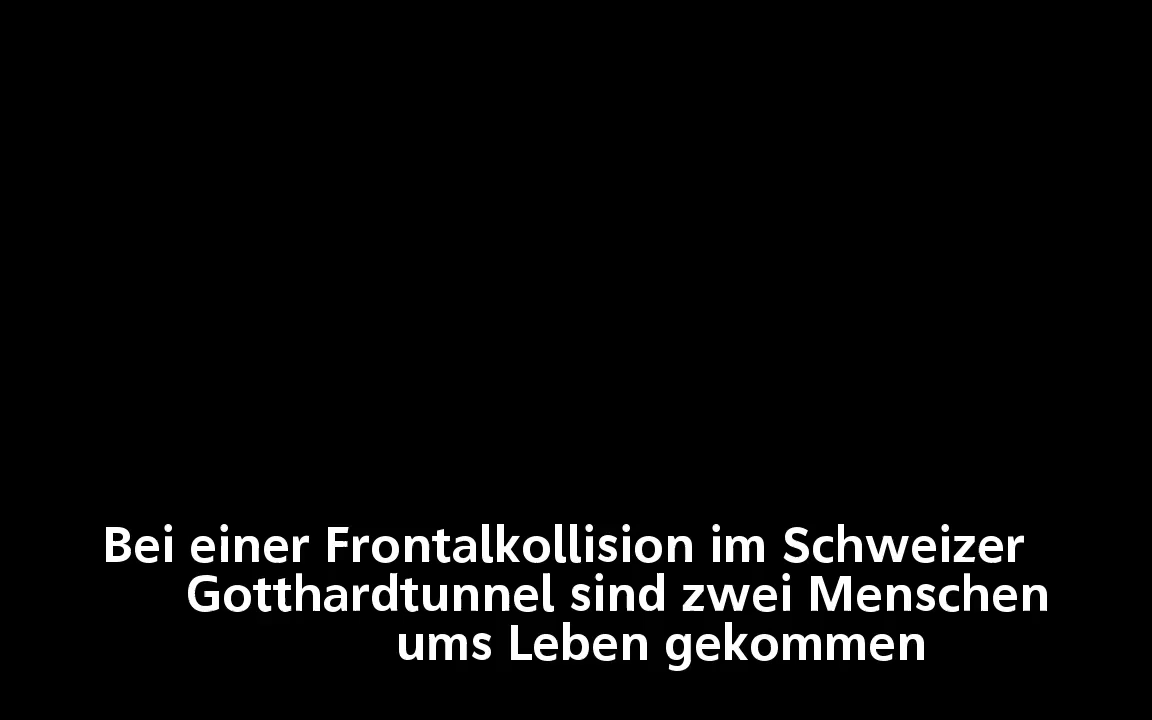 Bei einer Frontalkollision im Schweizer
Gotthardtunnel sind zwei Menschen
ums Leben gekommen